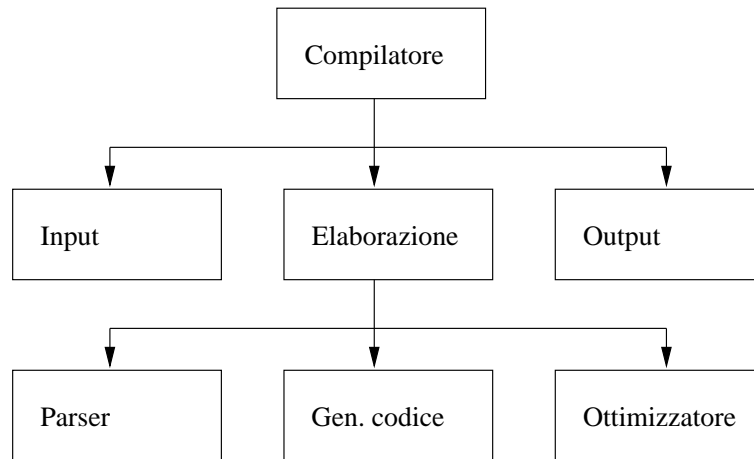 Compilatore
Input
Elaborazione
Output
Parser
Gen. codice
Ottimizzatore